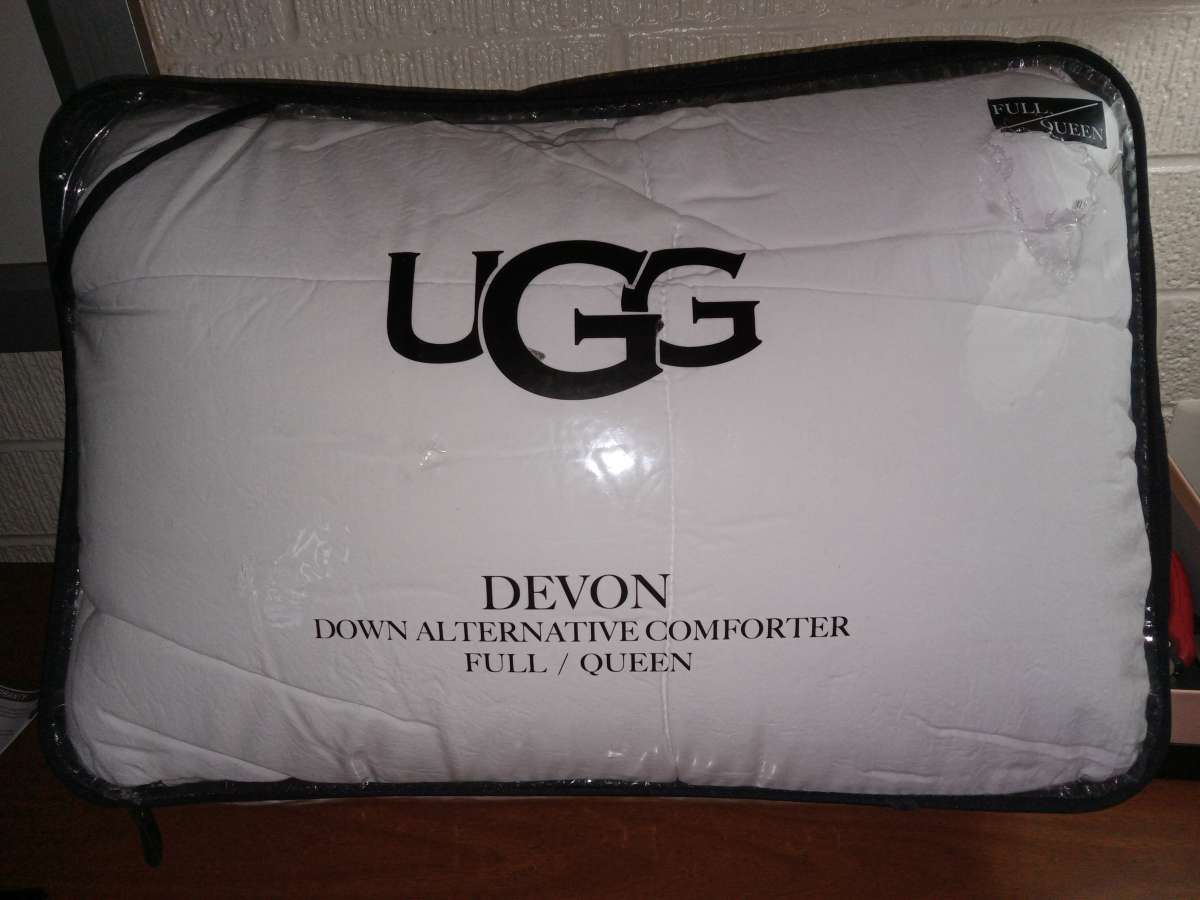 FULL
QUEEN
UGG
DEVON
DOWN ALTERNATIVE COMFORTER
FULL / QUEEN